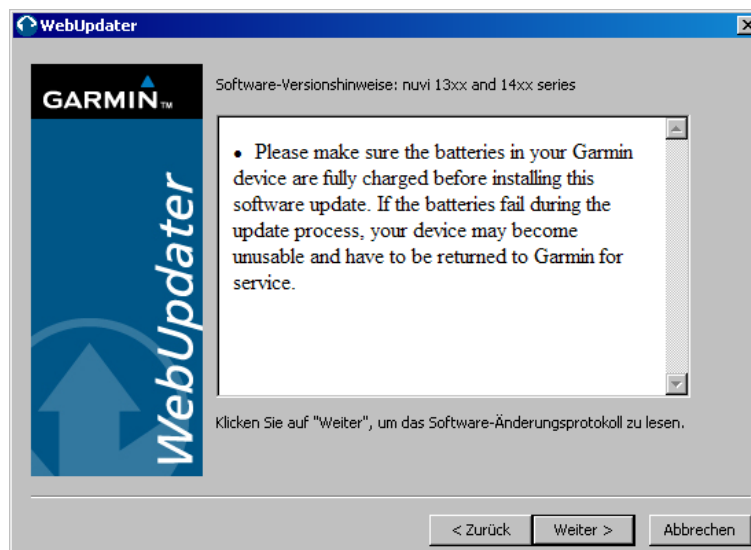 WebUpdater
GARMIN™
WebUpdater
Software-Versionshinweise: nuvi 13xx and 14xx series
• Please make sure the batteries in your Garmin
device are fully charged before installing this
software update. If the batteries fail during the
update process, your device may become
unusable and have to be returned to Garmin for
service.
Klicken Sie auf "Weiter", um das Software-Änderungsprotokoll zu lesen.
< Zurück
Weiter >
Abbrechen